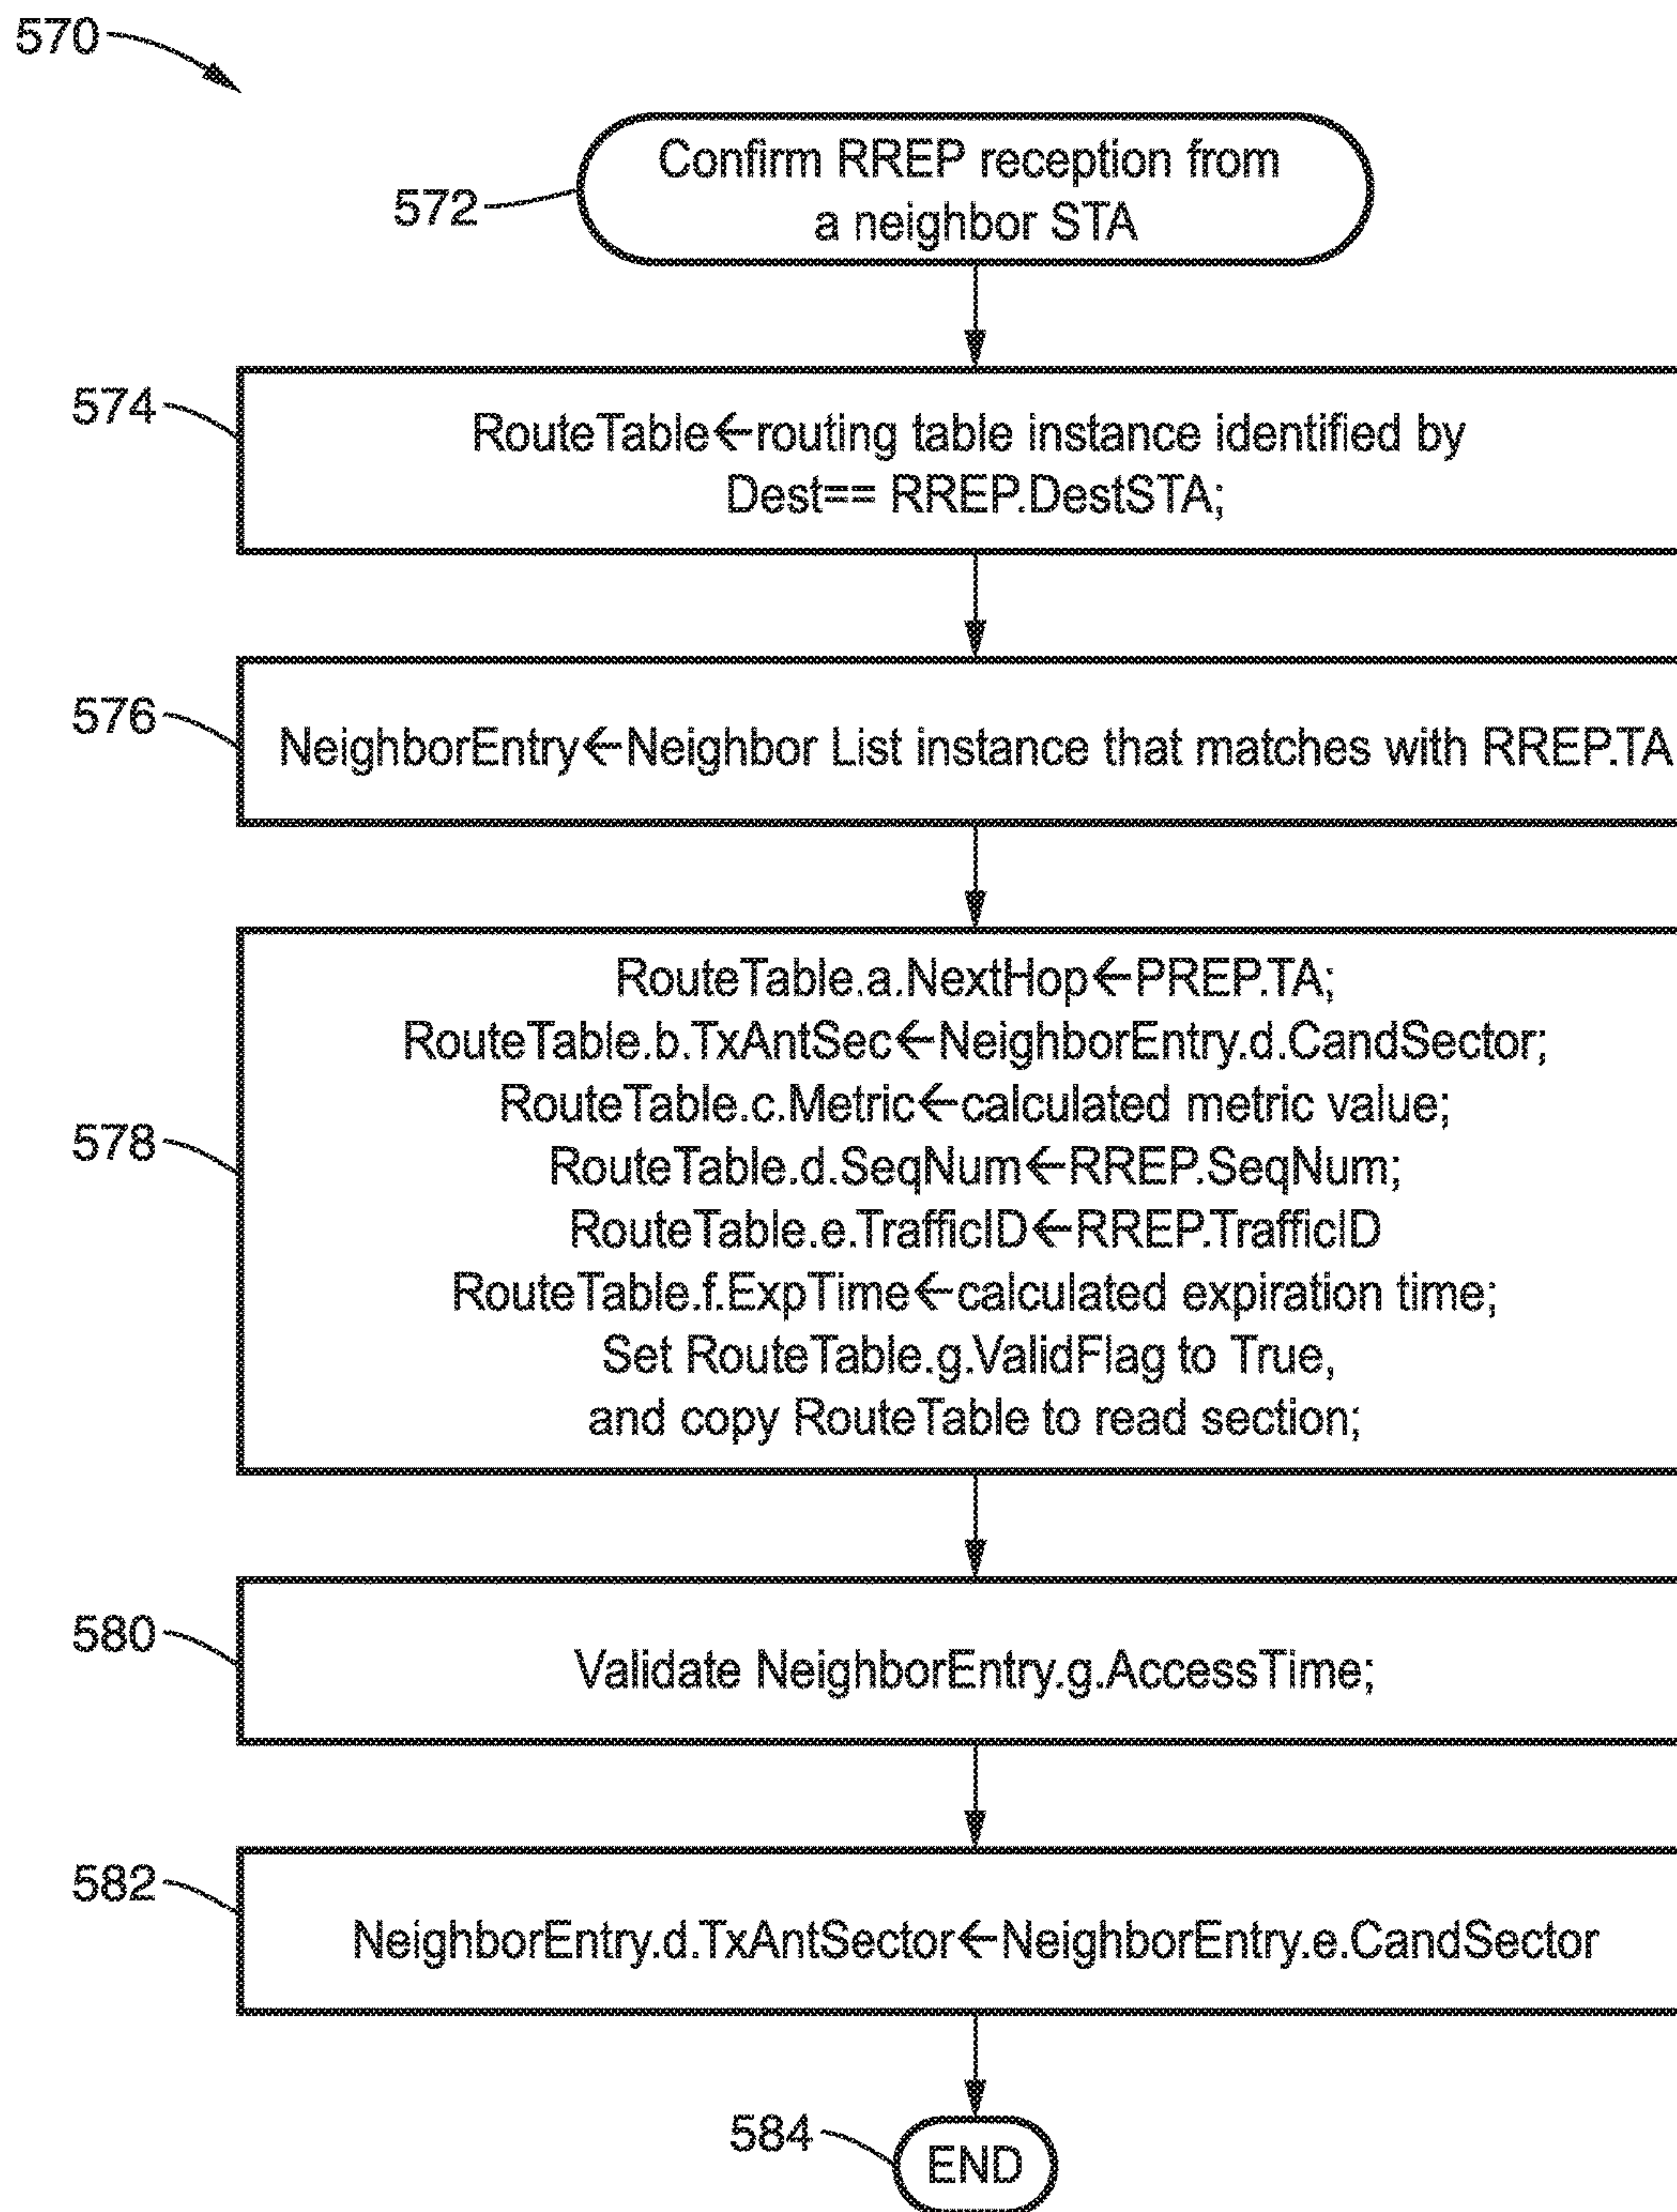 570
572
Confirm RREP reception from
a neighbor STA
574
RouteTable←routing table instance identified by
Dest== RREP.DestSTA;
576
NeighborEntry←Neighbor List instance that matches with RREP.TA
578
RouteTable.a.NextHop←PREP.TA;
RouteTable.b.TxAntSec←NeighborEntry.d.CandSector;
RouteTable.c.Metric←calculated metric value;
RouteTable.d.SeqNum←RREP.SeqNum;
RouteTable.e.TrafficID←RREP.TrafficID
RouteTable.f.ExpTime←calculated expiration time;
Set RouteTable.g.ValidFlag to True,
and copy RouteTable to read section;
580
Validate NeighborEntry.g.AccessTime;
582
NeighborEntry.d.TxAntSector←NeighborEntry.e.CandSector
584
END